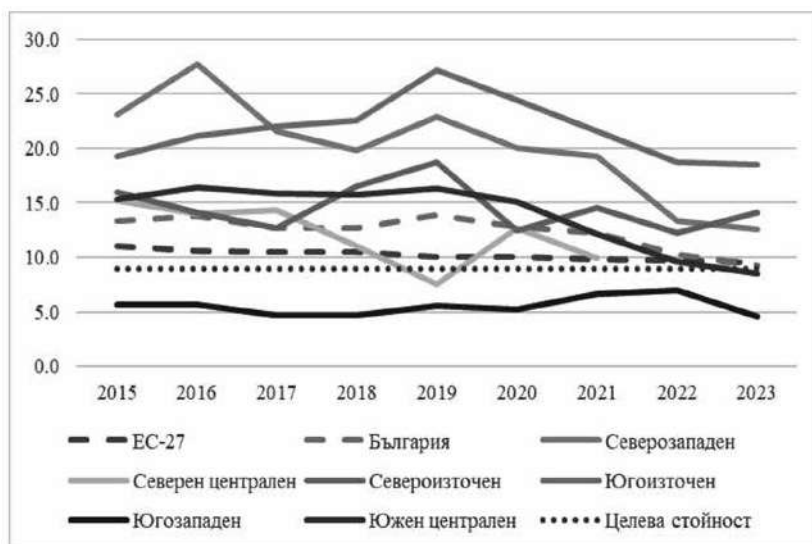 30.0
25.0
20.0
15.0
10.0
5.0
0.0
2015 2016 2017 2018 2019 2020 2021 2022 2023
ЕС-27 България Северозападен
Северен централен Североизточен Югоизточен
Югозападен Южен централен Целева стойност